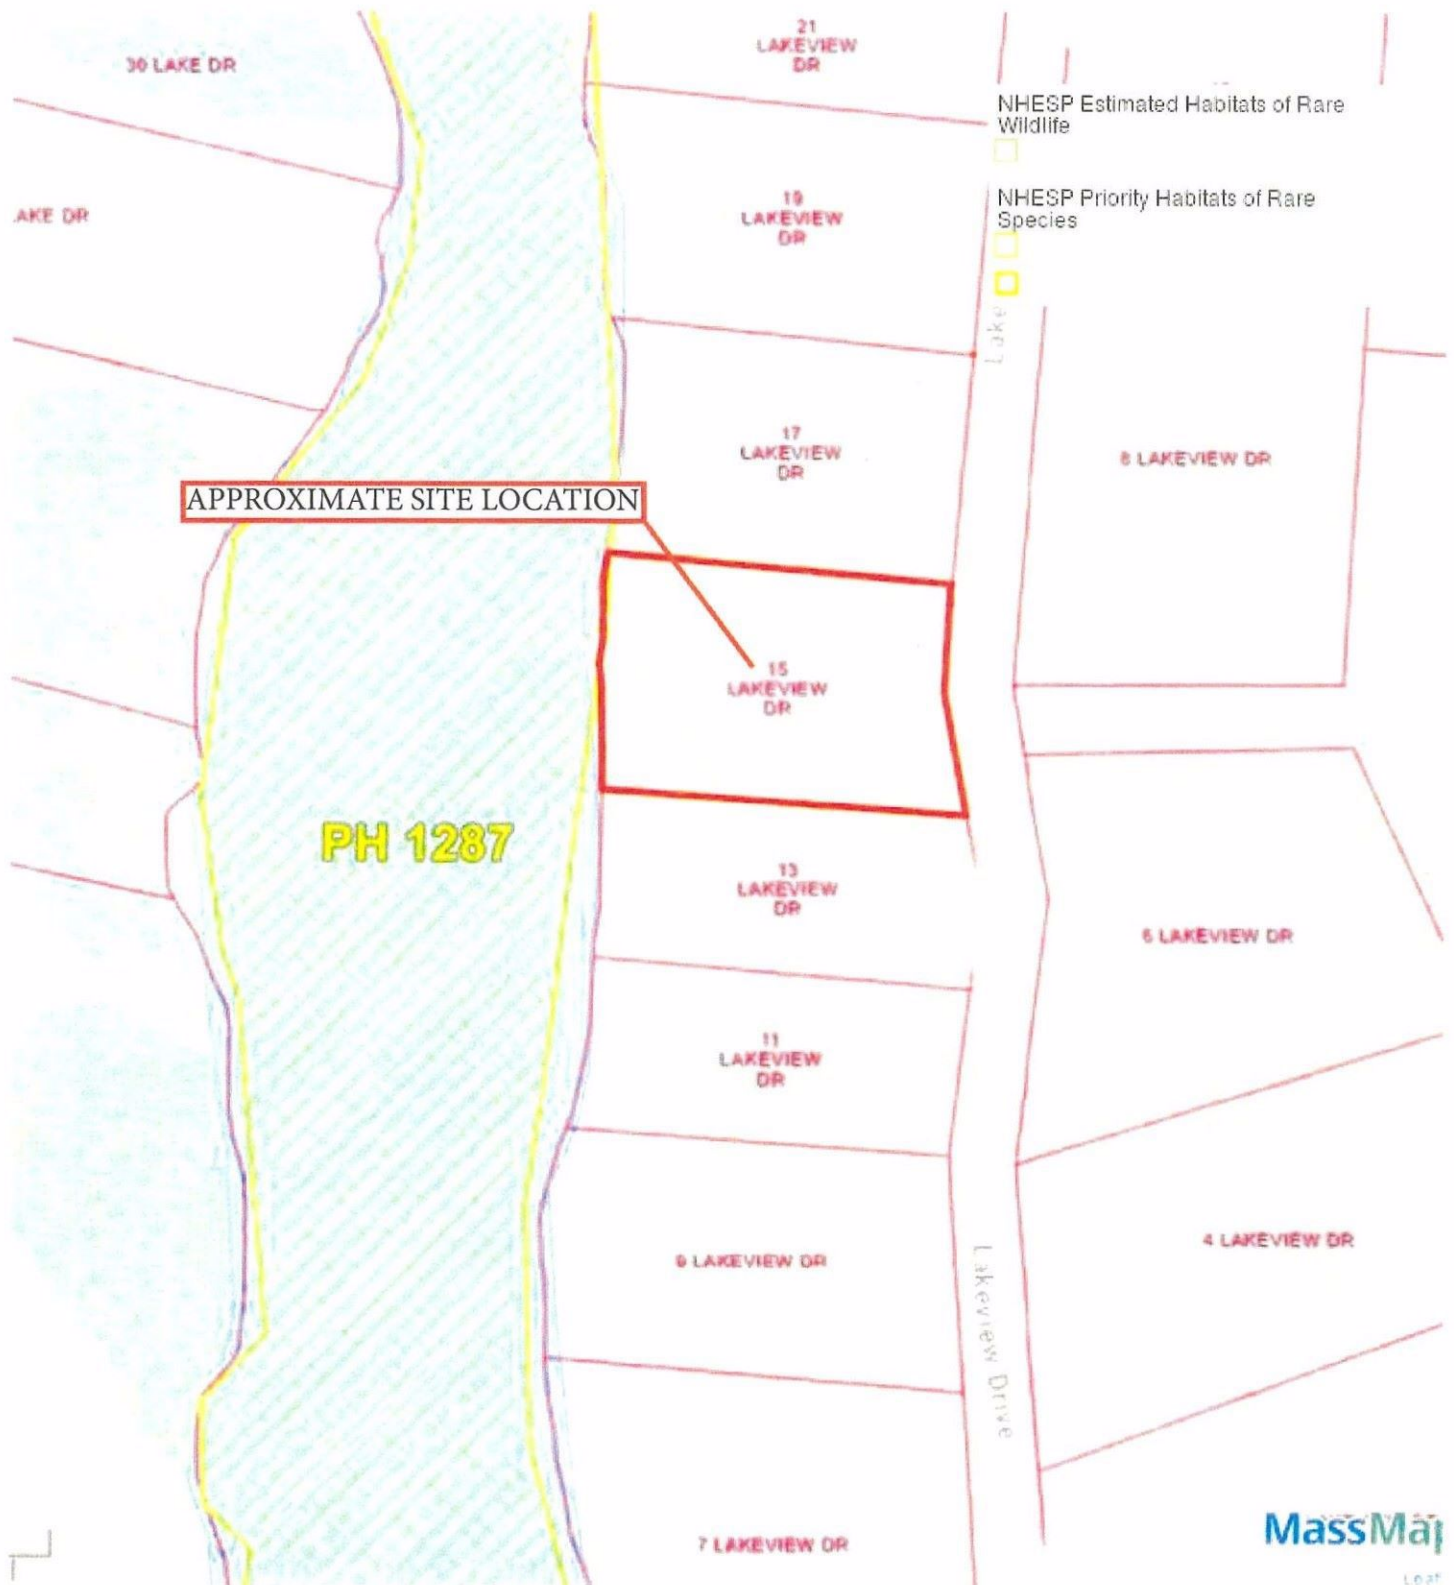 21
LAKEVIEW
DR
30 LAKE DR
NHESP Estimated Habitats of Rare
Wildlife
NHESP Priority Habitats of Rare
Species
19
LAKEVIEW
DR
AKE DR
Lake
17
LAKEVIEW
DR
8 LAKEVIEW DR
APPROXIMATE SITE LOCATION
15
LAKEVIEW
DR
PH 1287
13
LAKEVIEW
DR
6 LAKEVIEW DR
11
LAKEVIEW
DR
9 LAKEVIEW DR
4 LAKEVIEW DR
Lakeview Drive
7 LAKEVIEW DR
MassMap